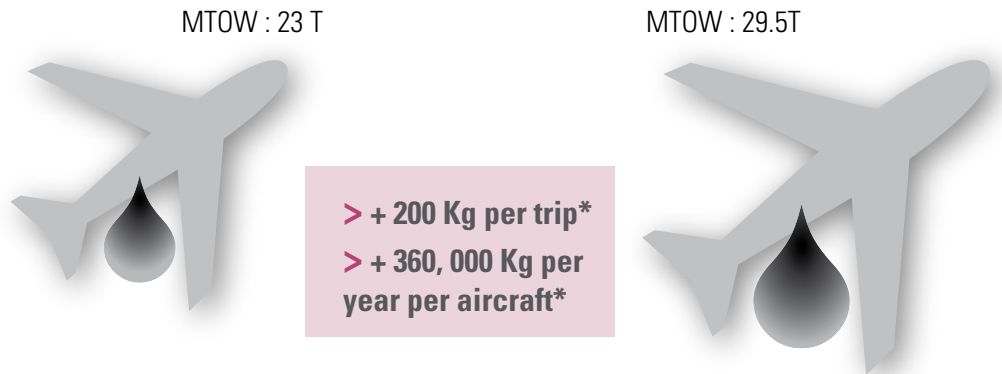 MTOW : 23 T
MTOW : 29.5T
> + 200 Kg per trip*
> + 360, 000 Kg per
year per aircraft*